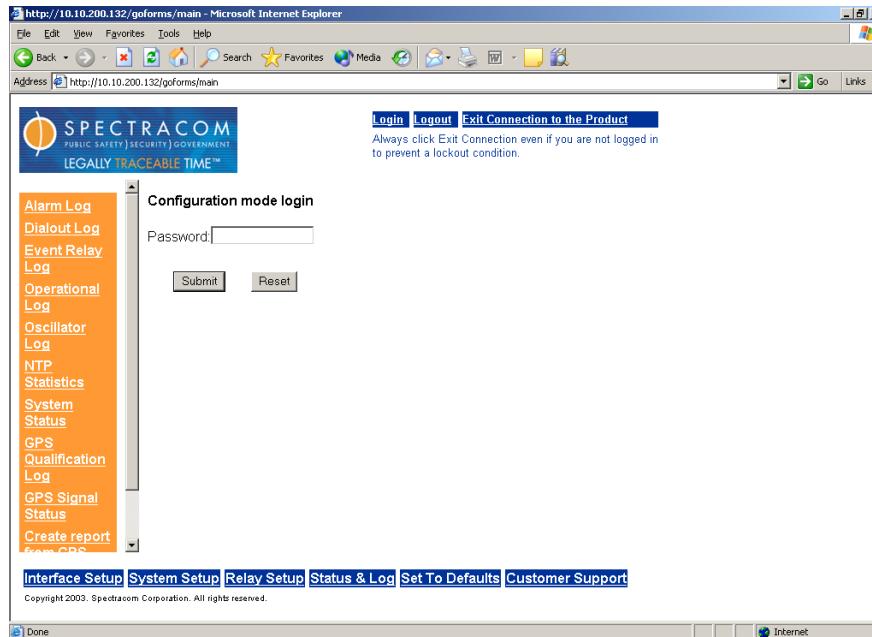 http://10.10.200.132/goforms/main - Microsoft Internet Explorer
File Edit View Favorites Tools Help
Back Search Favorites Media
Address http://10.10.200.132/goforms/main Go Links
SPECTRACOM
PUBLIC SAFETY } SECURITY } GOVERNMENT
LEGALLY TRACEABLE TIME™
Login Logout Exit Connection to the Product
Always click Exit Connection even if you are not logged in
to prevent a lockout condition.
Alarm Log
Dialout Log
Event Relay
Log
Operational
Log
Oscillator
Log
NTP
Statistics
System
Status
GPS
Qualification
Log
GPS Signal
Status
Create report
from GPS
Configuration mode login
Password:
Submit Reset
Interface Setup System Setup Relay Setup Status & Log Set To Defaults Customer Support
Copyright 2003. Spectracom Corporation. All rights reserved.
Done Internet